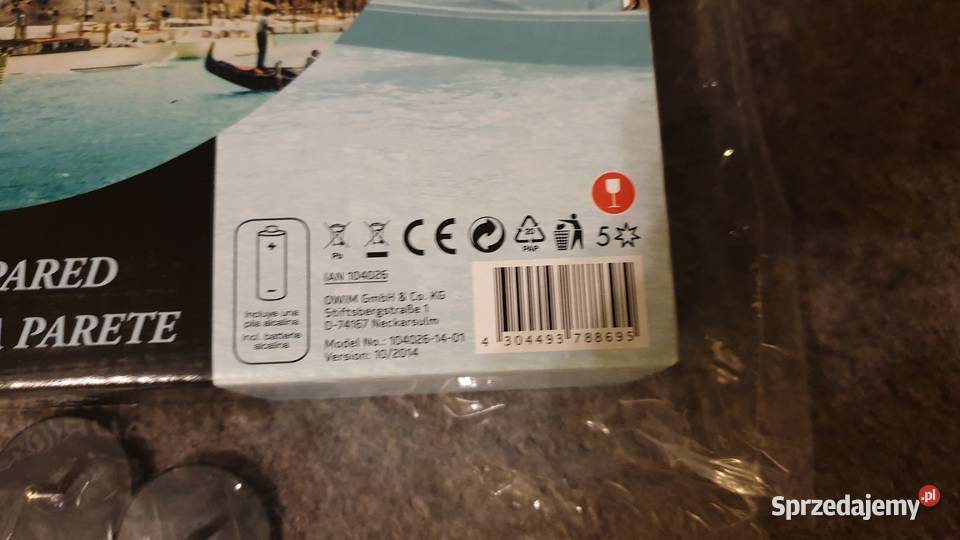 PARED
PARETE
+
-
Incluye una
pila alcalina
incl. batteria
alcalina
Pb
CE
20
PAP
5
IAN 104026
OWIM GmbH & Co. KG
Stiftsbergstraße 1
D-74167 Neckarsulm
Model No.: 104026-14-01
Version: 10/2014
4 304493 788695
Sprzedajemy.pl